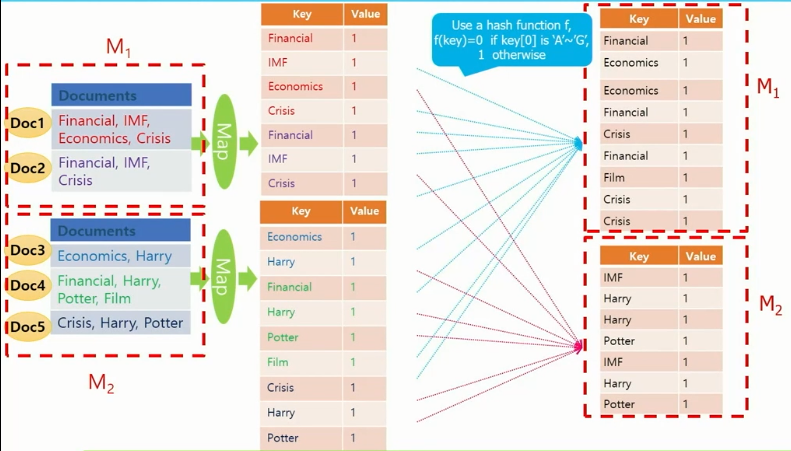 M1
Documents
Doc1
Financial, IMF,
Economics, Crisis
Doc2
Financial, IMF,
Crisis
Documents
Doc3
Economics, Harry
Doc4
Financial, Harry,
Potter, Film
Doc5
Crisis, Harry, Potter
M2
Map
Map
Key Value
Financial 1
IMF 1
Economics 1
Crisis 1
Financial 1
IMF 1
Crisis 1
Key Value
Economics 1
Harry 1
Financial 1
Harry 1
Potter 1
Film 1
Crisis 1
Harry 1
Potter 1
Use a hash function f,
f(key)=0 if key[0] is ‘A’~’G’,
1 otherwise
Key Value
Financial 1
Economics 1
Economics 1
Financial 1
Crisis 1
Financial 1
Film 1
Crisis 1
Crisis 1
M1
Key Value
IMF 1
Harry 1
Harry 1
Potter 1
IMF 1
Harry 1
Potter 1
M2